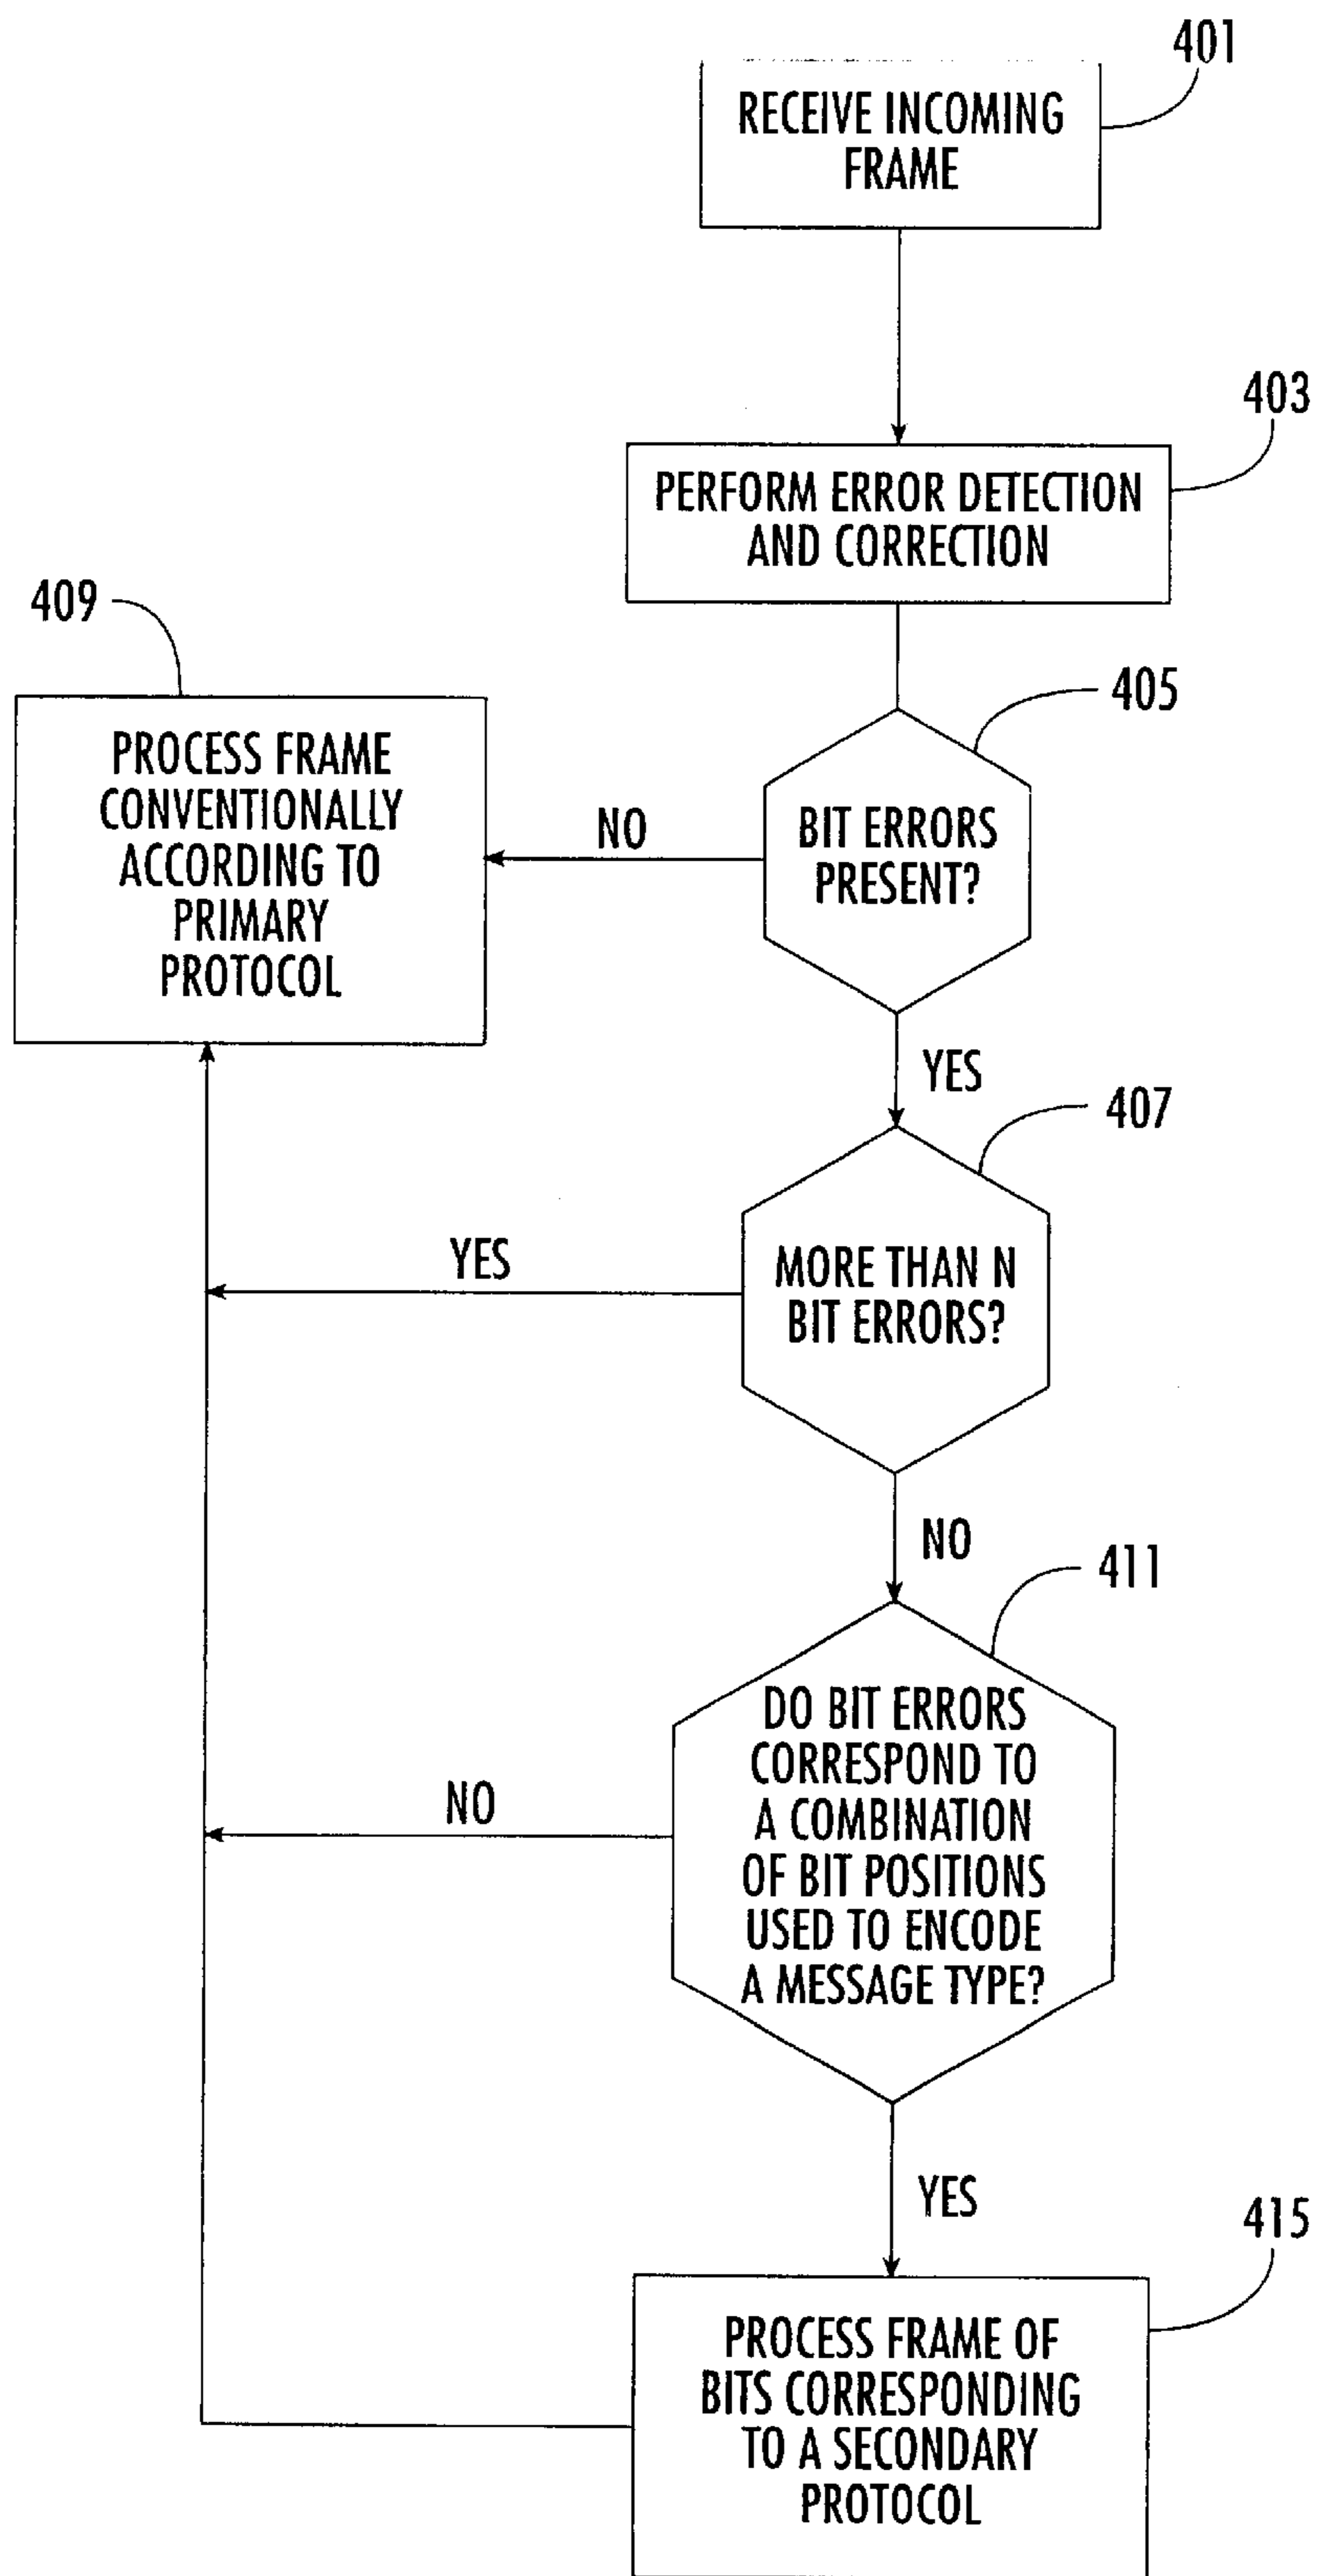 401
RECEIVE INCOMING
FRAME
403
PERFORM ERROR DETECTION
AND CORRECTION
409
405
PROCESS FRAME
CONVENTIONALLY
ACCORDING TO
PRIMARY
PROTOCOL
NO
BIT ERRORS
PRESENT?
YES
407
YES
MORE THAN N
BIT ERRORS?
NO
411
NO
DO BIT ERRORS
CORRESPOND TO
A COMBINATION
OF BIT POSITIONS
USED TO ENCODE
A MESSAGE TYPE?
YES
415
PROCESS FRAME OF
BITS CORRESPONDING
TO A SECONDARY
PROTOCOL